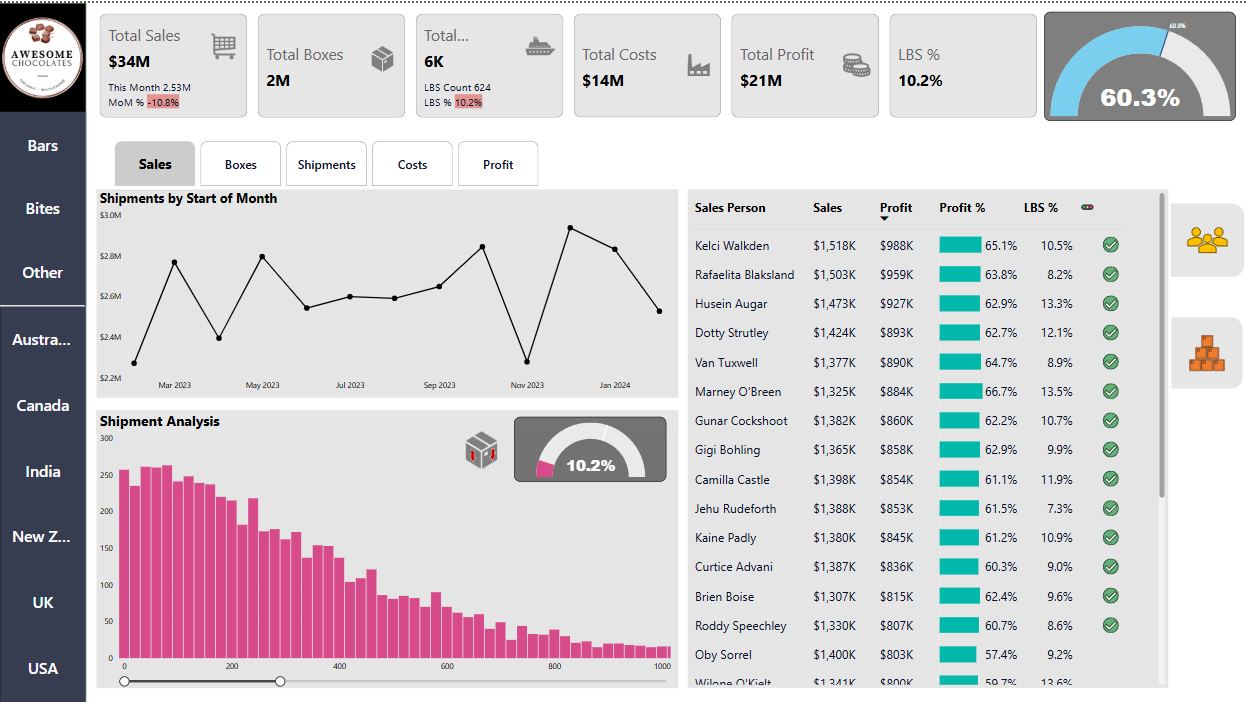 AWESOME
CHOCOLATES
Bars
Bites
Other
Austra...
Canada
India
New Z...
UK
USA
Total Sales
$34M
This Month 2.53M
MoM % -10.8%
Total Boxes
2M
Total...
6K
LBS Count 624
LBS % 10.2%
Total Costs
$14M
Total Profit
$21M
LBS %
10.2%
60.0%
60.3%
Sales Boxes Shipments Costs Profit
Shipments by Start of Month
$3.0M
$2.8M
$2.6M
$2.4M
$2.2M
Mar 2023 May 2023 Jul 2023 Sep 2023 Nov 2023 Jan 2024
Shipment Analysis
10.2%
300
250
200
150
100
50
0
0 200 400 600 800 1000
Sales Person Sales Profit Profit % LBS %
Kelci Walkden $1,518K $988K 65.1% 10.5%
Rafaelita Blaksland $1,503K $959K 63.8% 8.2%
Husein Augar $1,473K $927K 62.9% 13.3%
Dotty Strutley $1,424K $893K 62.7% 12.1%
Van Tuxwell $1,377K $890K 64.7% 8.9%
Marney O'Breen $1,325K $884K 66.7% 13.5%
Gunar Cockshoot $1,382K $860K 62.2% 10.7%
Gigi Bohling $1,365K $858K 62.9% 9.9%
Camilla Castle $1,398K $854K 61.1% 11.9%
Jehu Rudeforth $1,388K $853K 61.5% 7.3%
Kaine Padly $1,380K $845K 61.2% 10.9%
Curtice Advani $1,387K $836K 60.3% 9.0%
Brien Boise $1,307K $815K 62.4% 9.6%
Roddy Speechley $1,330K $807K 60.7% 8.6%
Oby Sorrel $1,400K $803K 57.4% 9.2%
Wilone O'Kielt $1,341K $800K 59.7% 13.6%